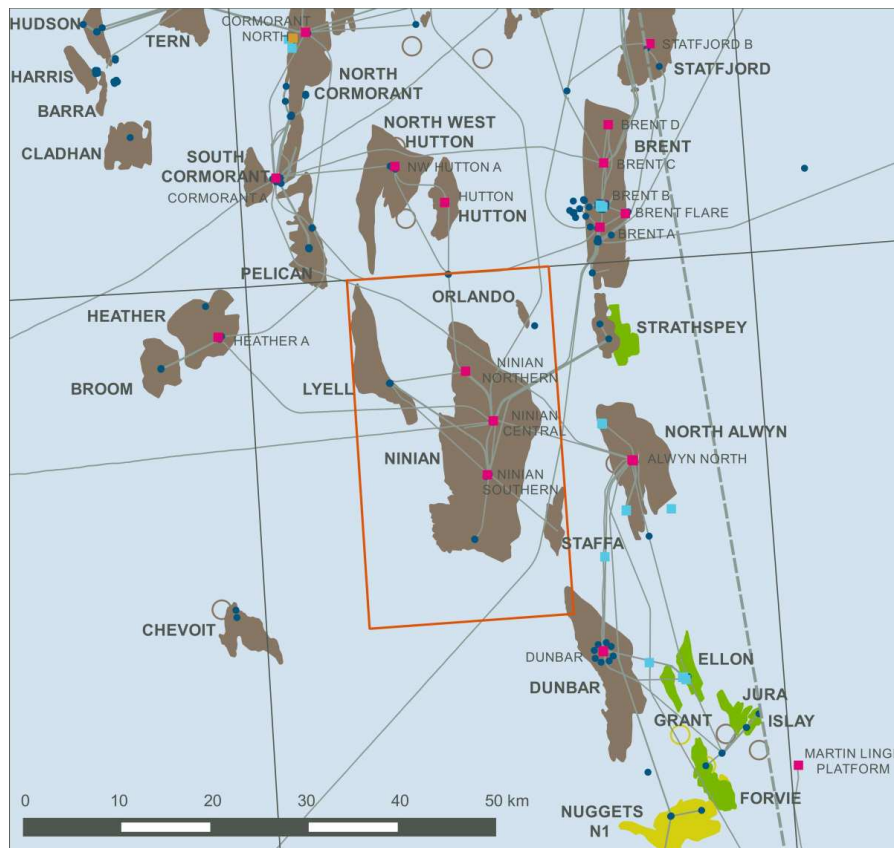 HUDSON
TERN
CORMORANT
NORTH
STATFJORD B
STATFJORD
HARRIS
BARRA
NORTH
CORMORANT
NORTH WEST
HUTTON
CLADHAN
BRENT D
BRENT
BRENT C
SOUTH
CORMORANT
CORMORANT A
NW HUTTON A
HUTTON
HUTTON
BRENT B
BRENT FLARE
BRENT A
PELICAN
ORLANDO
HEATHER
HEATHER A
STRATHSPEY
BROOM
LYELL
NINIAN
NORTHERN
NINIAN
CENTRAL
NORTH ALWYN
NINIAN
ALWYN NORTH
NINIAN
SOUTHERN
STAFFA
CHEVOIT
DUNBAR
DUNBAR
ELLON
JURA
GRANT
ISLAY
MARTIN LING
PLATFORM
FORVIE
NUGGETS
N1
0 10 20 30 40 50 km